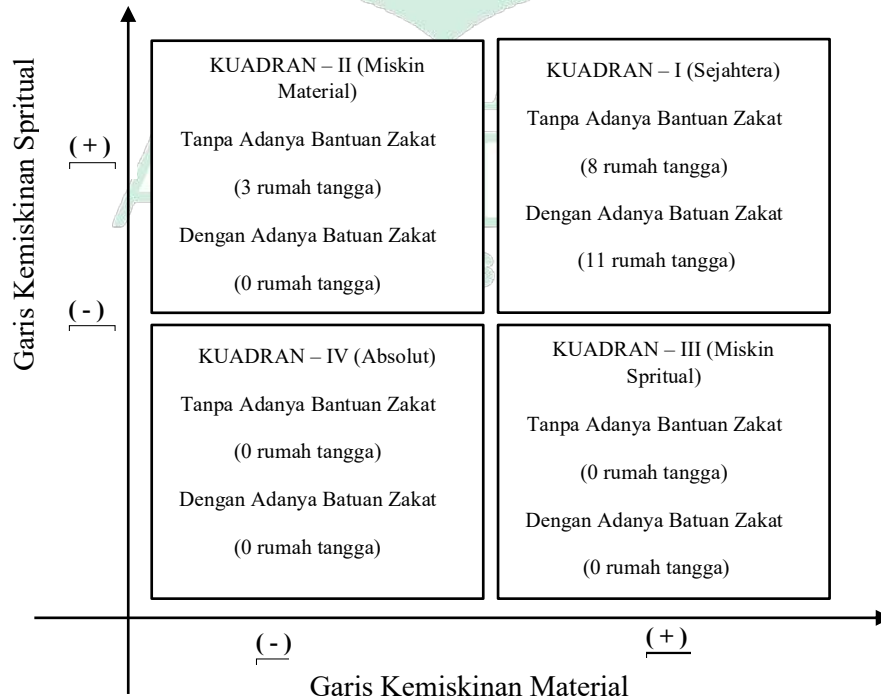 Garis Kemiskinan Spritual
( + )
( - )
KUADRAN – II (Miskin
Material)
Tanpa Adanya Bantuan Zakat
(3 rumah tangga)
Dengan Adanya Batuan Zakat
(0 rumah tangga)
KUADRAN – I (Sejahtera)
Tanpa Adanya Bantuan Zakat
(8 rumah tangga)
Dengan Adanya Batuan Zakat
(11 rumah tangga)
KUADRAN – IV (Absolut)
Tanpa Adanya Bantuan Zakat
(0 rumah tangga)
Dengan Adanya Batuan Zakat
(0 rumah tangga)
KUADRAN – III (Miskin
Spritual)
Tanpa Adanya Bantuan Zakat
(0 rumah tangga)
Dengan Adanya Batuan Zakat
(0 rumah tangga)
( - )
( + )
Garis Kemiskinan Material